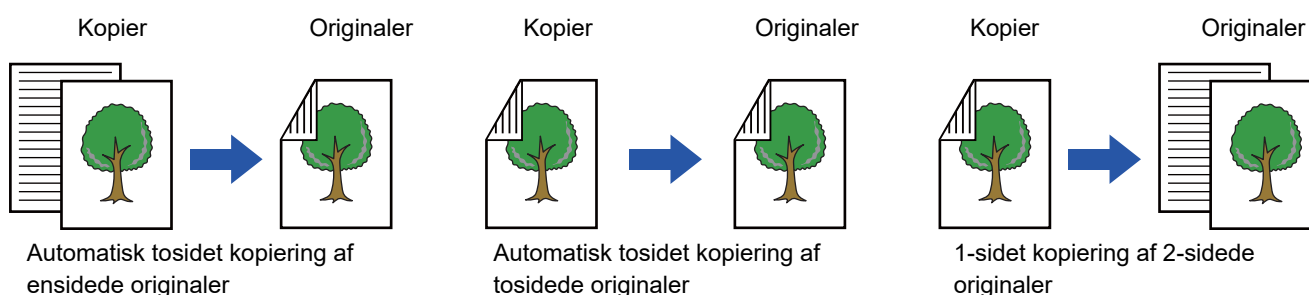 Kopier
Originaler
Kopier
Originaler
Kopier
Originaler
Automatisk tosidet kopiering af
ensidede originaler
Automatisk tosidet kopiering af
tosidede originaler
1-sidet kopiering af 2-sidede
originaler